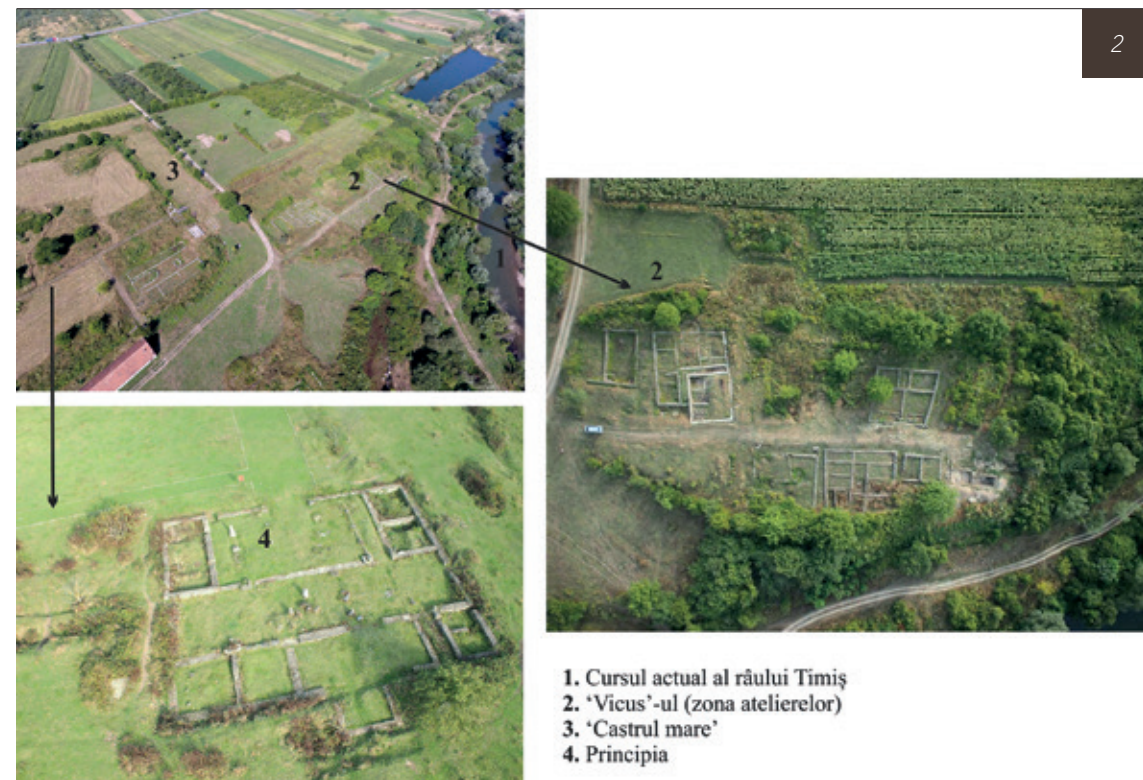 2
3
2
1
2
4
1. Cursul actual al râului Timiș
2. ‘Vicus’-ul (zona atelierelor)
3. ‘Castrul mare’
4. Principia